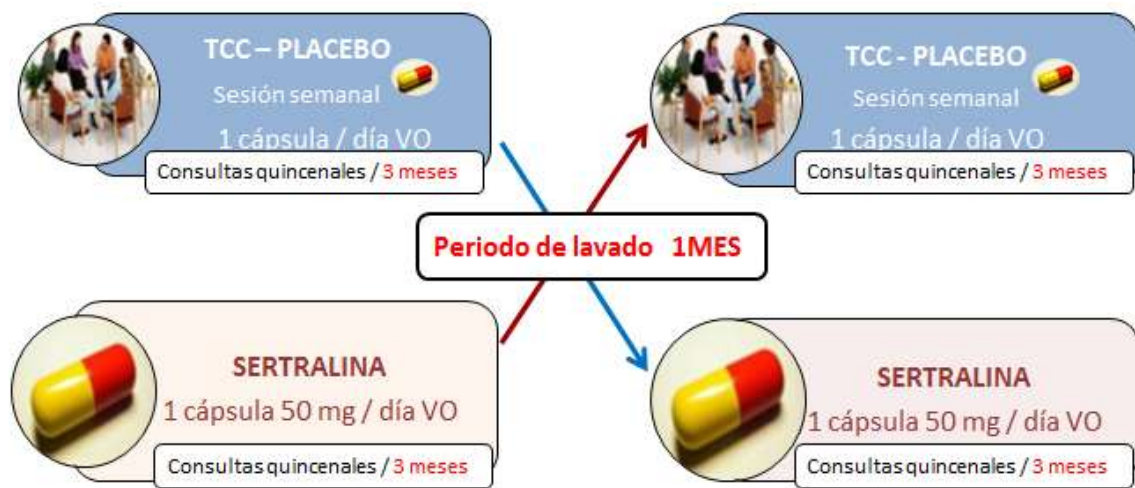 TCC – PLACEBO
Sesión semanal
1 cápsula / día VO
Consultas quincenales / 3 meses
TCC - PLACEBO
Sesión semanal
1 cápsula / día VO
Consultas quincenales / 3 meses
Periodo de lavado 1MES
SERTRALINA
1 cápsula 50 mg / día VO
Consultas quincenales / 3 meses
SERTRALINA
1 cápsula 50 mg / día VO
Consultas quincenales / 3 meses